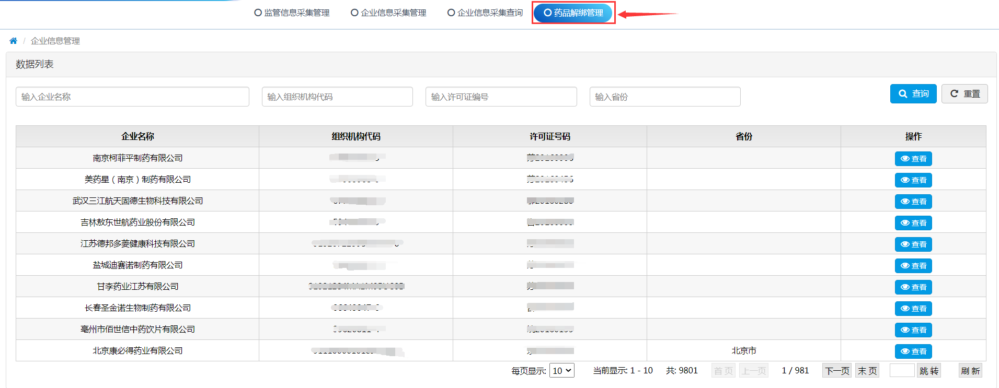 监管信息采集管理 企业信息采集管理 企业信息采集查询 药品解绑管理
/ 企业信息管理
数据列表
输入企业名称 输入组织机构代码 输入许可证编号 输入省份 查询 重置
企业名称 组织机构代码 许可证号码 省份 操作
南京柯菲平制药有限公司 查看
美药星（南京）制药有限公司 查看
武汉三江航天固德生物科技有限公司 查看
吉林敖东世航药业股份有限公司 查看
江苏德邦多菱健康科技有限公司 查看
盐城迪赛诺制药有限公司 查看
甘李药业江苏有限公司 查看
长春圣金诺生物制药有限公司 查看
亳州市佰世信中药饮片有限公司 查看
北京康必得药业有限公司 北京市 查看
每页显示: 10 当前显示: 1 - 10 共: 9801 首 页 上一页 1 / 981 下一页 末 页 跳 转 刷 新